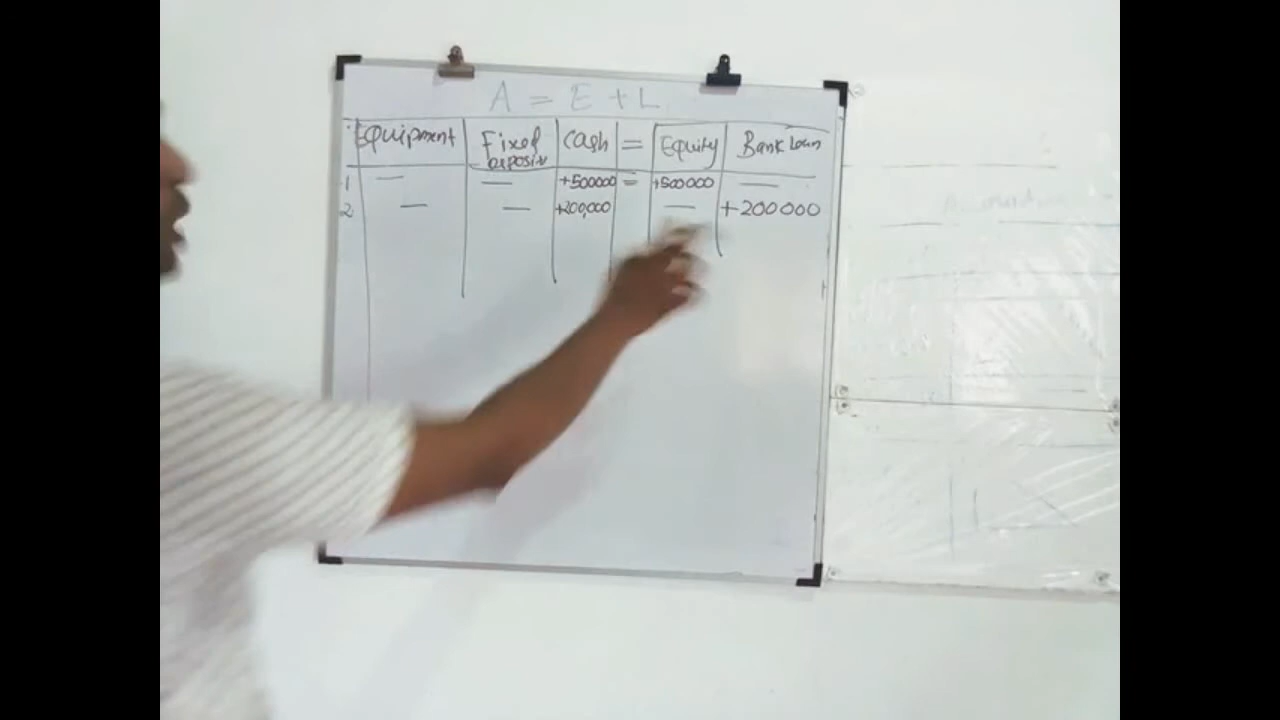 A = E + L
Equipment Fixed Deposit Cash = Equity Bank Loan
1 — — +500000 = +500000 —
2 — — +200,000 — +200000